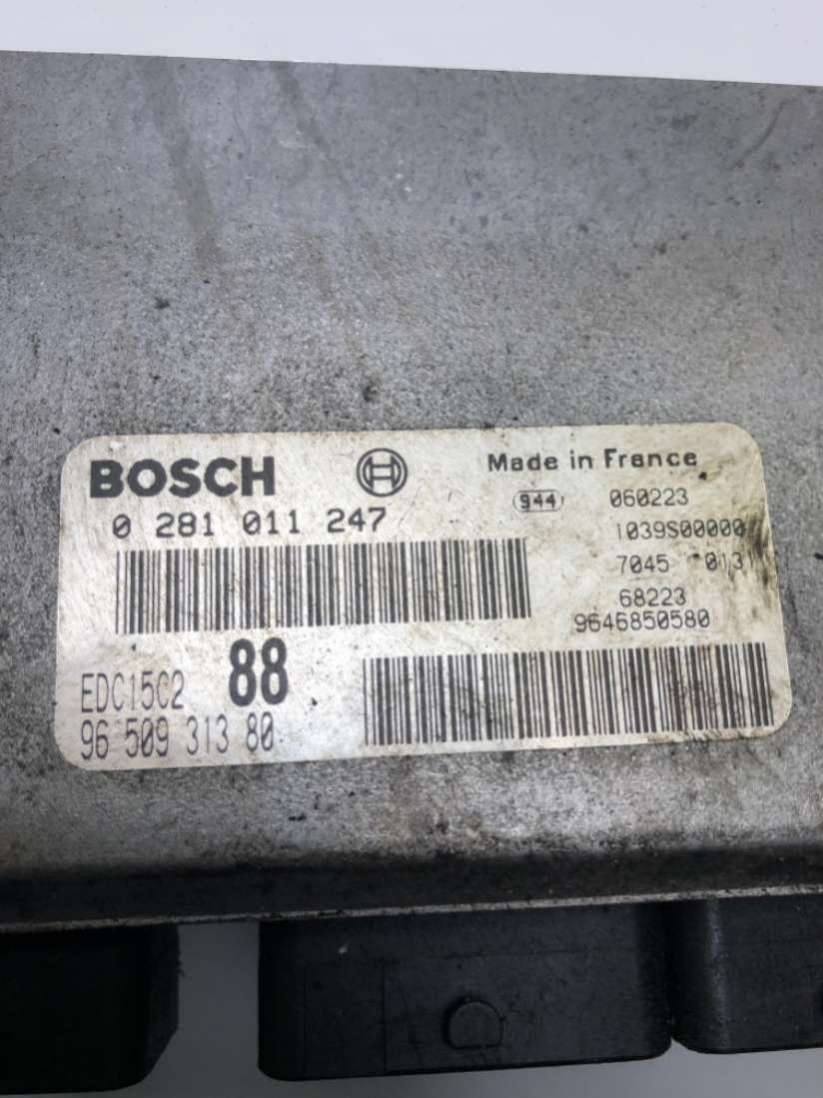 BOSCH
0 281 011 247
Made in France
944 060223
1039S00000
7045 013
68223
9646850580
EDC15C2 88
96 509 313 80